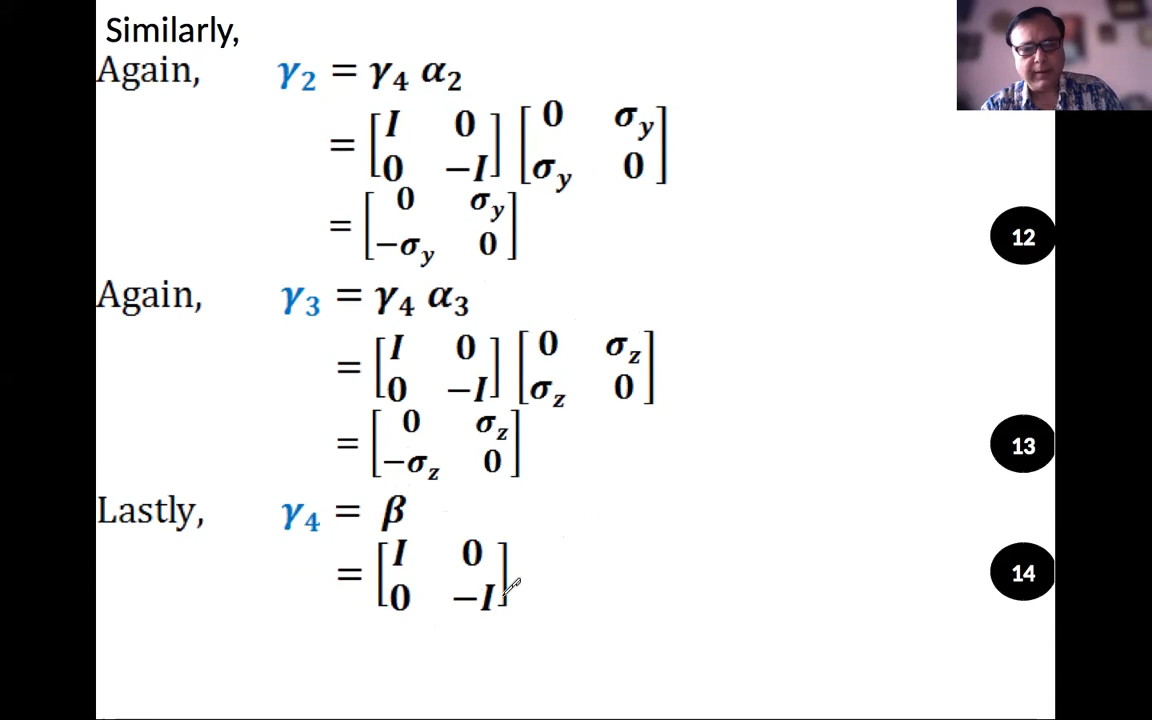 Similarly,
Again, γ₂ = γ₄ α₂
= [I 0; 0 −I] [0 σ_y; σ_y 0]
= [0 σ_y; −σ_y 0]
12
Again, γ₃ = γ₄ α₃
= [I 0; 0 −I] [0 σ_z; σ_z 0]
= [0 σ_z; −σ_z 0]
13
Lastly, γ₄ = β
= [I 0; 0 −I]
14